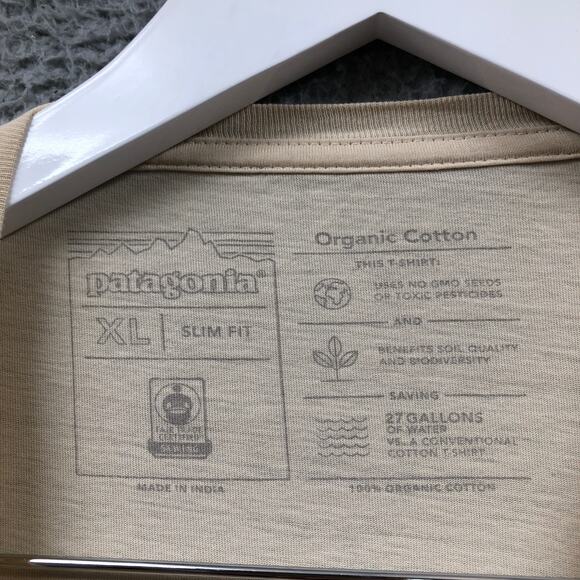 patagonia®
XL
SLIM FIT
FAIR TRADE
CERTIFIED
SEWING
MADE IN INDIA
Organic Cotton
THIS T-SHIRT:
USES NO GMO SEEDS
OR TOXIC PESTICIDES
AND
BENEFITS SOIL QUALITY
AND BIODIVERSITY
SAVING
27 GALLONS
OF WATER
VS. A CONVENTIONAL
COTTON T-SHIRT
100% ORGANIC COTTON